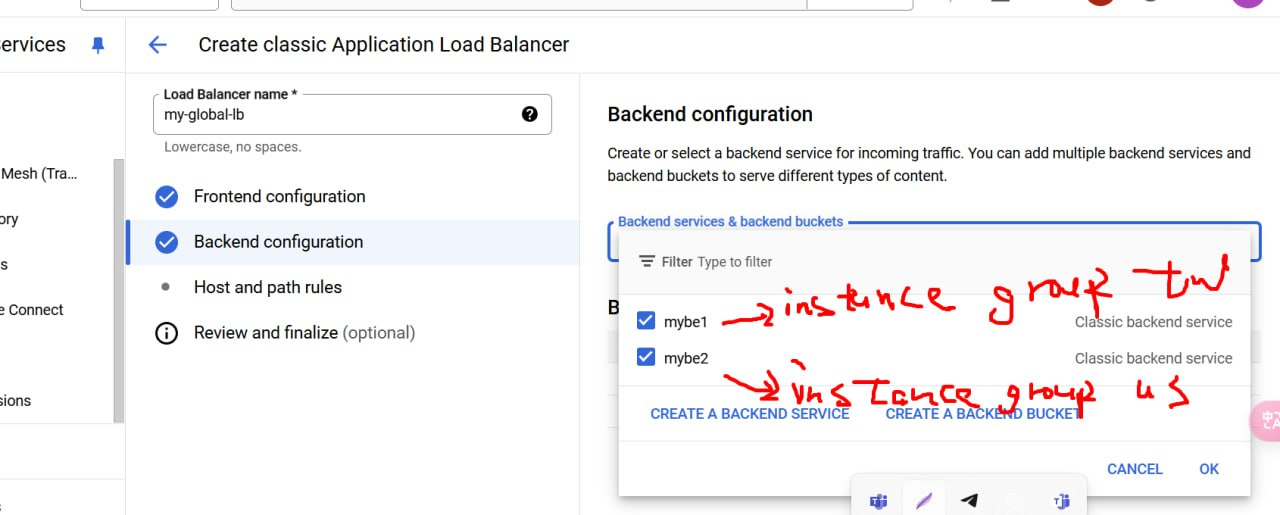 ervices
Create classic Application Load Balancer
Load Balancer name *
my-global-lb
Lowercase, no spaces.
Mesh (Tra...
ory
s
e Connect
sions
Frontend configuration
Backend configuration
Host and path rules
Review and finalize (optional)
Backend configuration
Create or select a backend service for incoming traffic. You can add multiple backend services and
backend buckets to serve different types of content.
Backend services & backend buckets
Filter Type to filter
B
instance group tw
mybe1 Classic backend service
mybe2 Classic backend service
instance group us
CREATE A BACKEND SERVICE CREATE A BACKEND BUCKET
CANCEL OK